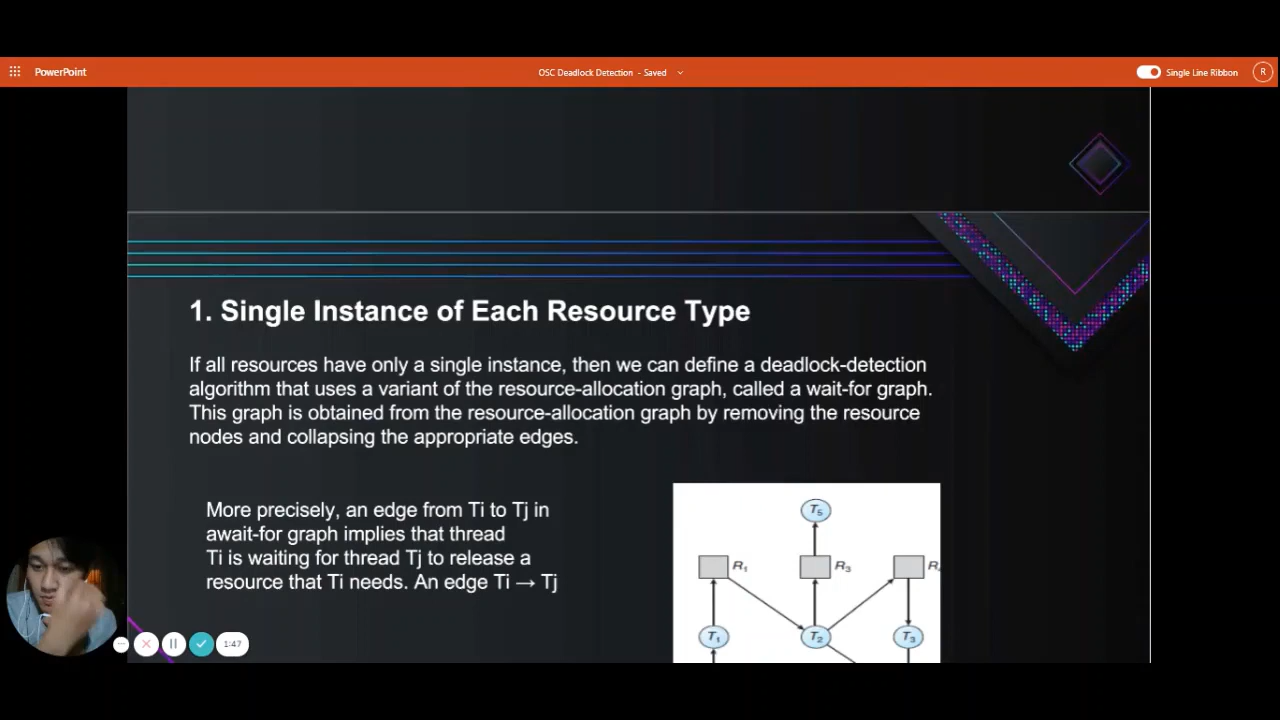 PowerPoint
OSC Deadlock Detection - Saved
Single Line Ribbon
R
1. Single Instance of Each Resource Type
If all resources have only a single instance, then we can define a deadlock-detection
algorithm that uses a variant of the resource-allocation graph, called a wait-for graph.
This graph is obtained from the resource-allocation graph by removing the resource
nodes and collapsing the appropriate edges.
More precisely, an edge from Ti to Tj in
await-for graph implies that thread
Ti is waiting for thread Tj to release a
resource that Ti needs. An edge Ti → Tj
T5
R1
R3
R
T1
T2
T3
1:47